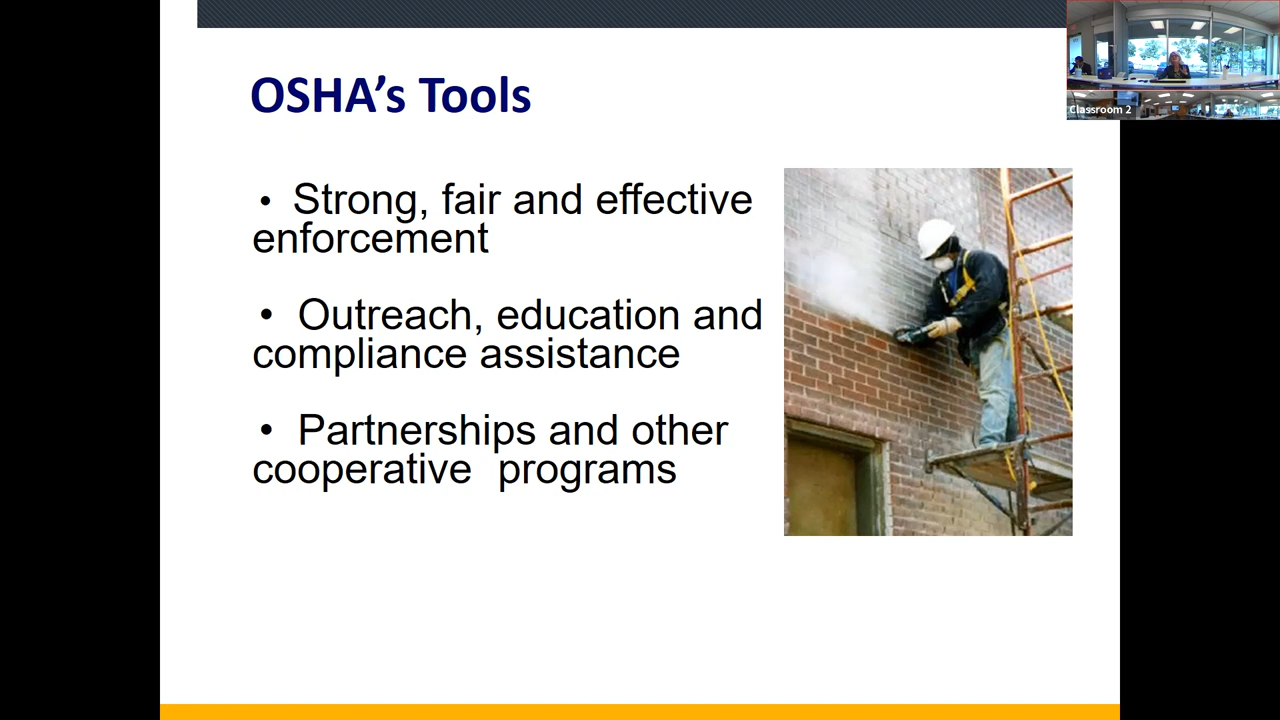 OSHA's Tools
• Strong, fair and effective
enforcement
• Outreach, education and
compliance assistance
• Partnerships and other
cooperative programs
Classroom 2